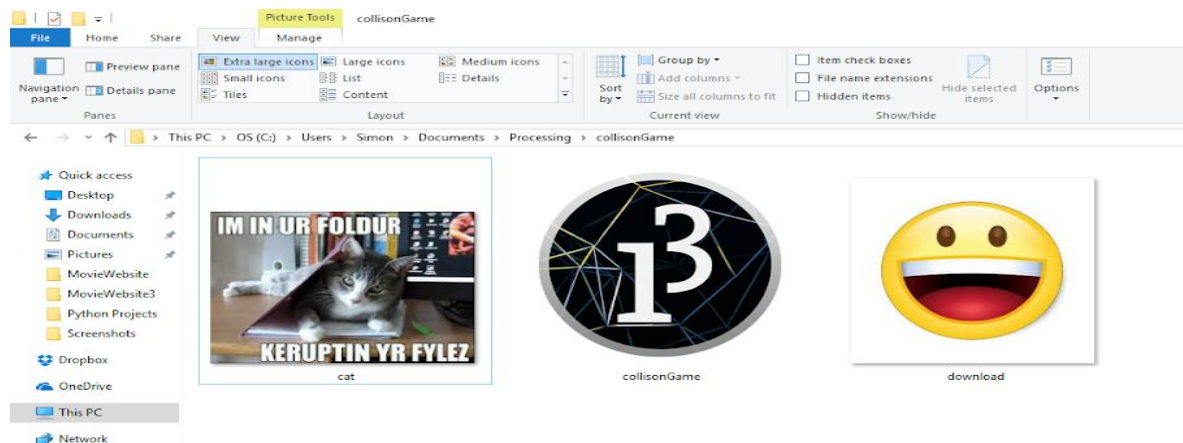 Picture Tools collisonGame
File Home Share View Manage
Navigation pane
Preview pane
Details pane
Panes
Extra large icons Large icons Medium icons
Small icons List Details
Tiles Content
Layout
Sort by
Group by
Add columns
Size all columns to fit
Current view
Item check boxes
File name extensions
Hidden items
Hide selected items
Show/hide
Options
This PC > OS (C:) > Users > Simon > Documents > Processing > collisonGame
Quick access
Desktop
Downloads
Documents
Pictures
MovieWebsite
MovieWebsite3
Python Projects
Screenshots
Dropbox
OneDrive
This PC
Network
IM IN UR FOLDUR
KERUPTIN YR FYLEZ
cat
13
collisonGame
download